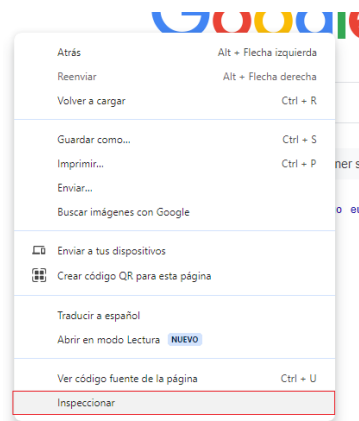 Google
Atrás Alt + Flecha izquierda
Reenviar Alt + Flecha derecha
Volver a cargar Ctrl + R
Guardar como... Ctrl + S
Imprimir... Ctrl + P
Enviar...
Buscar imágenes con Google
Enviar a tus dispositivos
Crear código QR para esta página
Traducir a español
Abrir en modo Lectura NUEVO
Ver código fuente de la página Ctrl + U
Inspeccionar